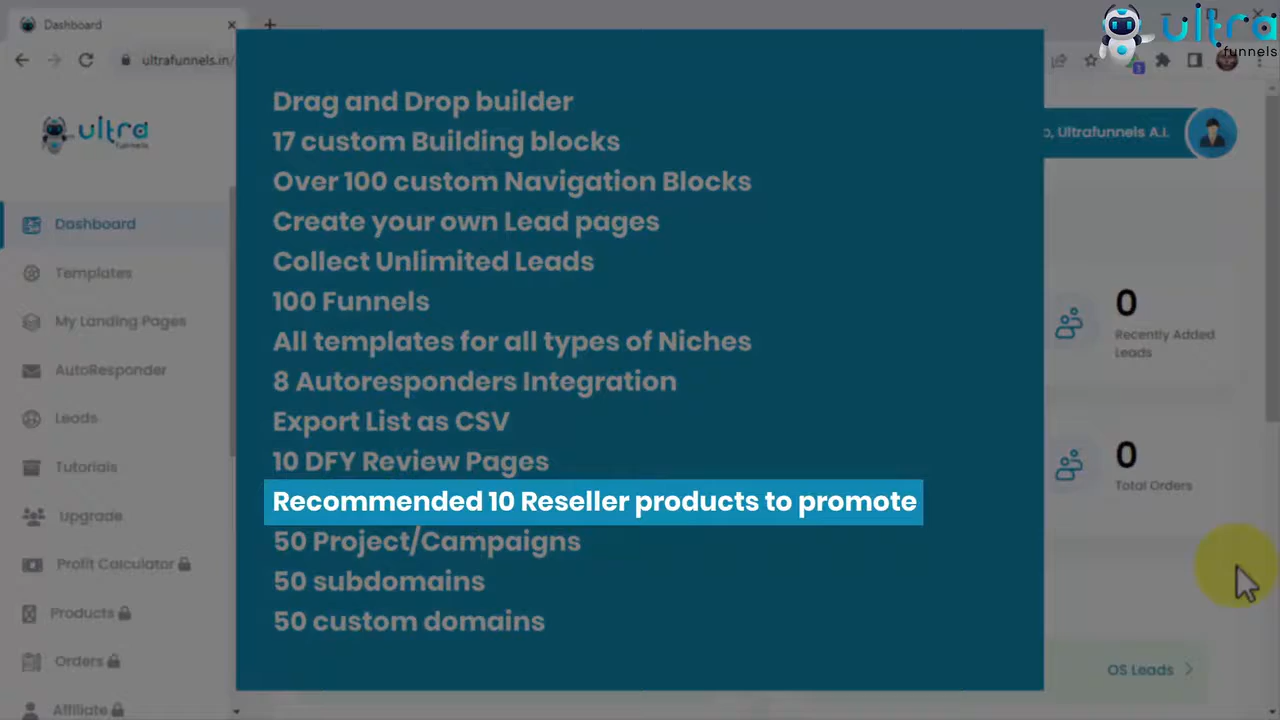 Dashboard
ultra
funnels
ultrafunnels.in/
ultra
funnels
Drag and Drop builder
17 custom Building blocks
Over 100 custom Navigation Blocks
Create your own Lead pages
Collect Unlimited Leads
100 Funnels
All templates for all types of Niches
8 Autoresponders Integration
Export List as CSV
10 DFY Review Pages
Recommended 10 Reseller products to promote
50 Project/Campaigns
50 subdomains
50 custom domains
Dashboard
Templates
My Landing Pages
AutoResponder
Leads
Tutorials
Upgrade
Profit Calculator
Products
Orders
Affiliate
o, Ultrafunnels A.I.
0
Recently Added
Leads
0
Total Orders
OS Leads